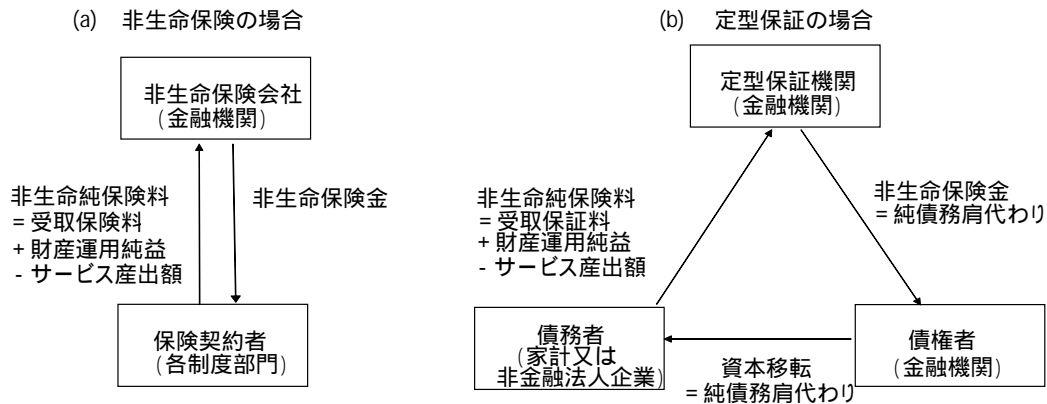 (a) 非生命保険の場合
非生命保険会社
(金融機関)
非生命純保険料
= 受取保険料
+ 財産運用純益
- サービス産出額
非生命保険金
保険契約者
(各制度部門)
(b) 定型保証の場合
定型保証機関
(金融機関)
非生命純保険料
= 受取保証料
+ 財産運用純益
- サービス産出額
非生命保険金
= 純債務肩代わり
債務者
(家計又は
非金融法人企業)
資本移転
= 純債務肩代わり
債権者
(金融機関)